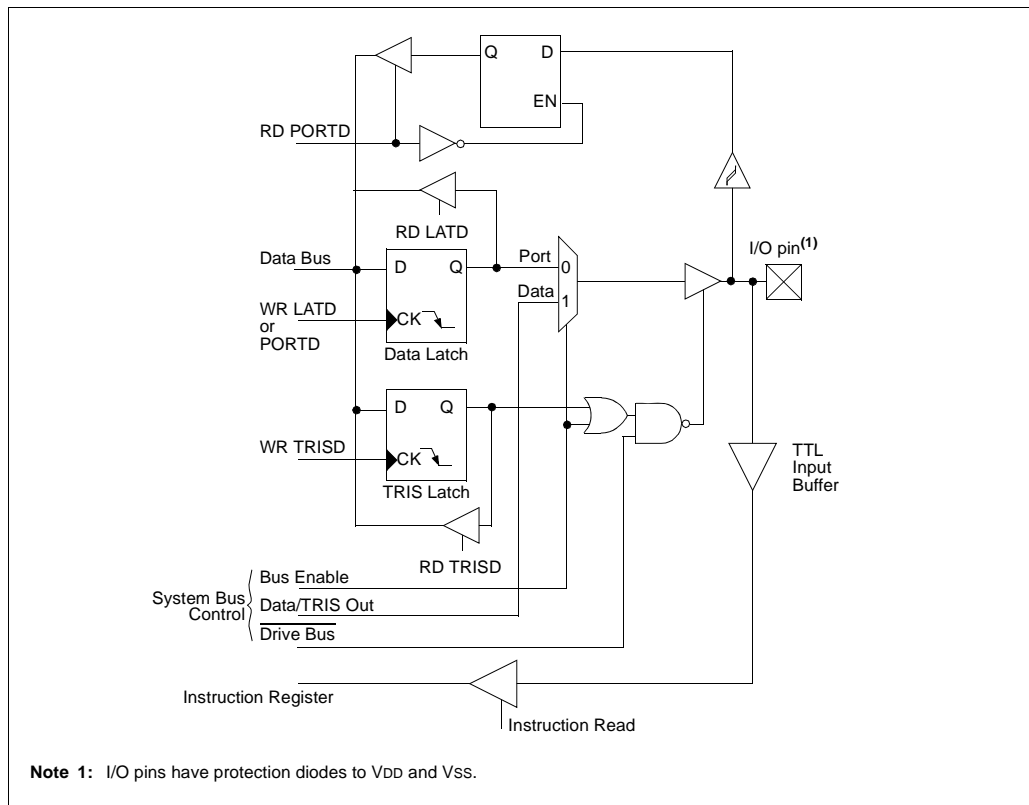 Q D
EN
RD PORTD
RD LATD
I/O pin(1)
Data Bus
D Q
Port
0
Data
1
WR LATD
or
PORTD
CK
Data Latch
D Q
WR TRISD
CK
TRIS Latch
TTL
Input
Buffer
RD TRISD
System Bus
Control
Bus Enable
Data/TRIS Out
Drive Bus
Instruction Register
Instruction Read
Note 1: I/O pins have protection diodes to VDD and VSS.